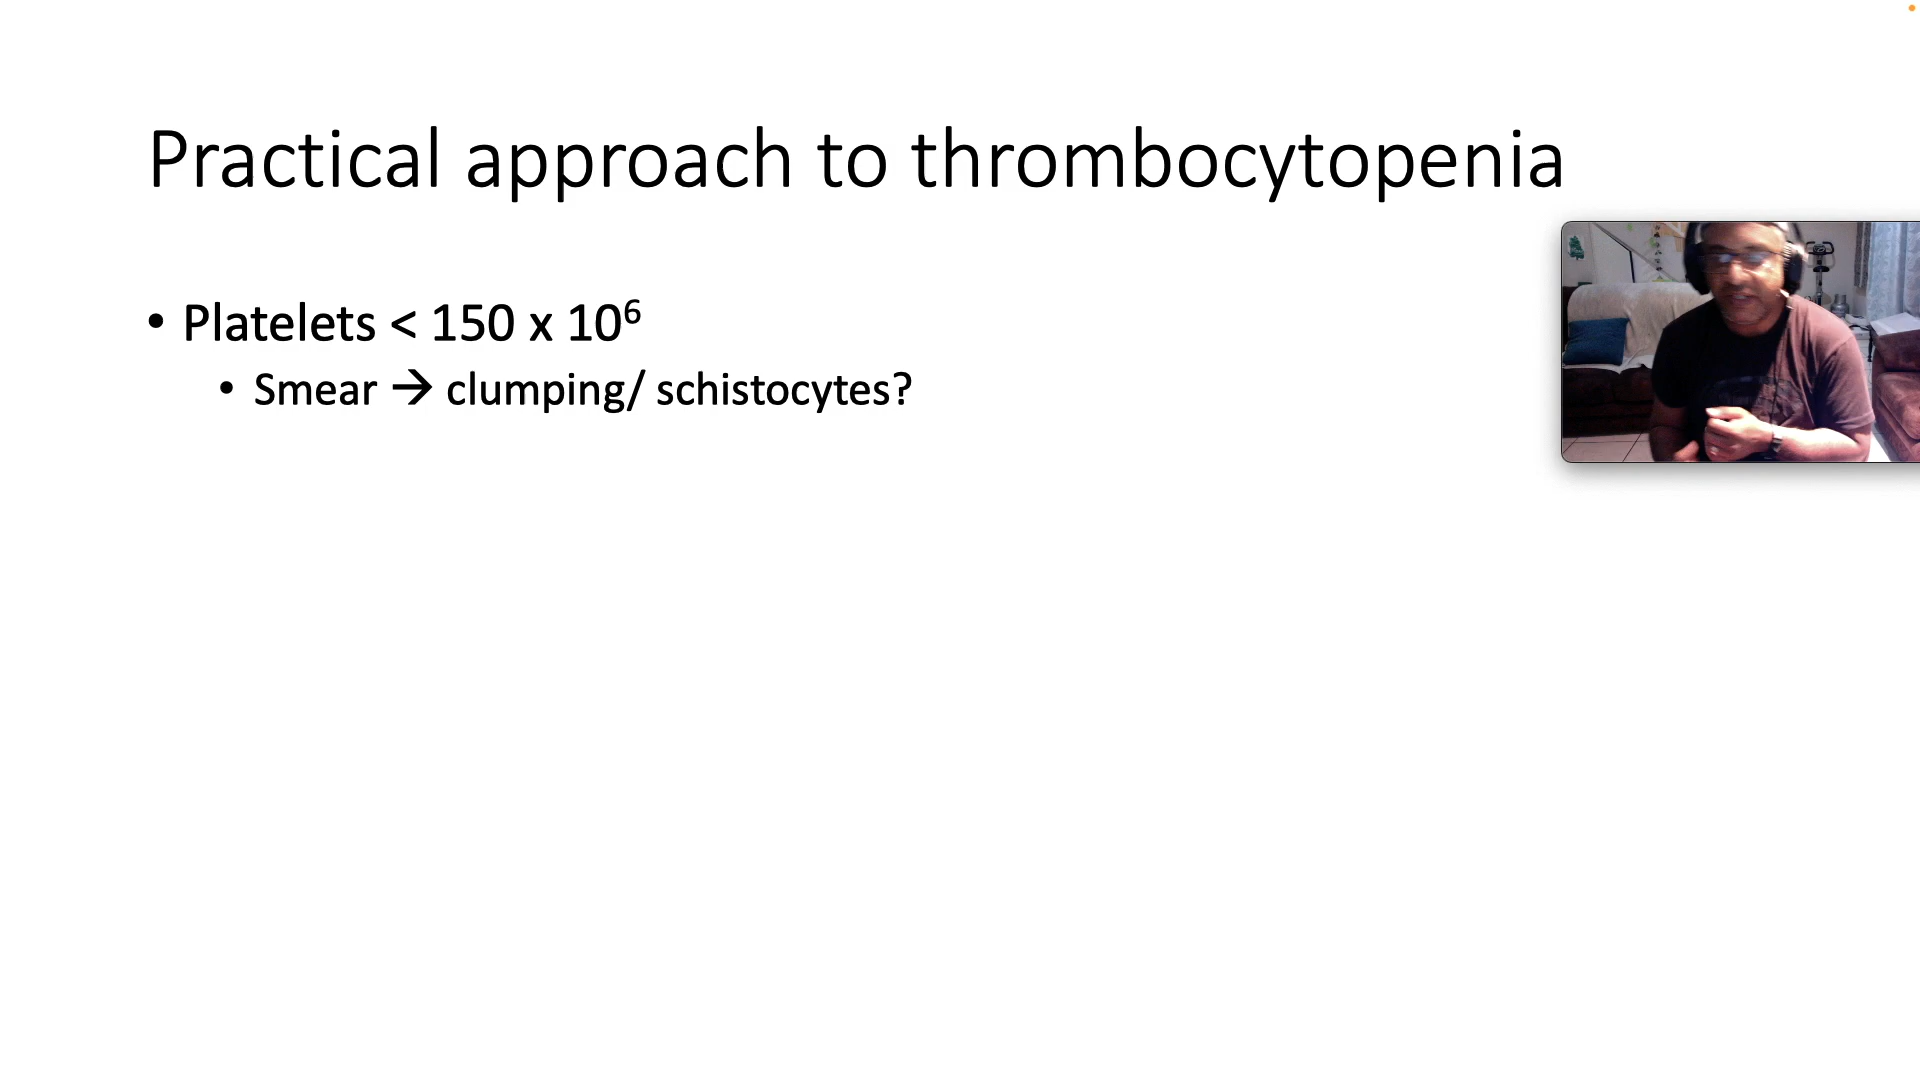 Practical approach to thrombocytopenia
• Platelets < 150 x 10⁶
• Smear → clumping/ schistocytes?